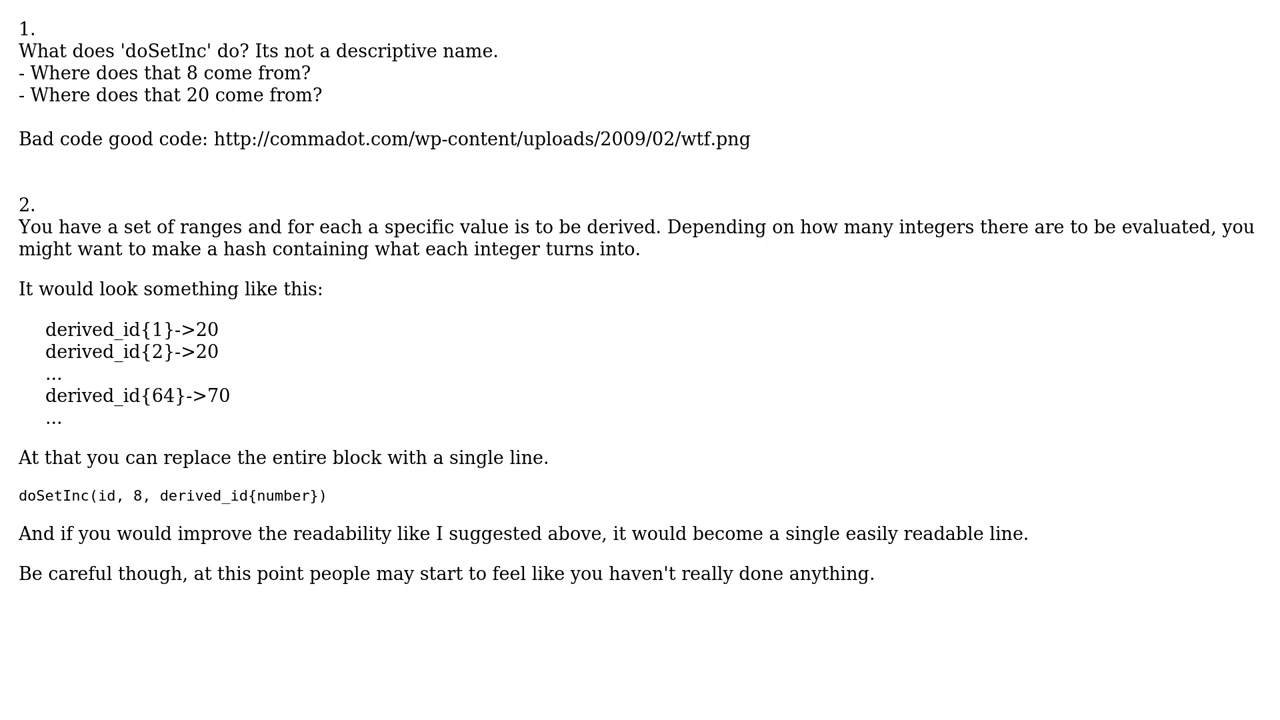 1.
What does 'doSetInc' do? Its not a descriptive name.
- Where does that 8 come from?
- Where does that 20 come from?
Bad code good code: http://commadot.com/wp-content/uploads/2009/02/wtf.png
2.
You have a set of ranges and for each a specific value is to be derived. Depending on how many integers there are to be evaluated, you
might want to make a hash containing what each integer turns into.
It would look something like this:
derived_id{1}->20
derived_id{2}->20
...
derived_id{64}->70
...
At that you can replace the entire block with a single line.
doSetInc(id, 8, derived_id{number})
And if you would improve the readability like I suggested above, it would become a single easily readable line.
Be careful though, at this point people may start to feel like you haven't really done anything.